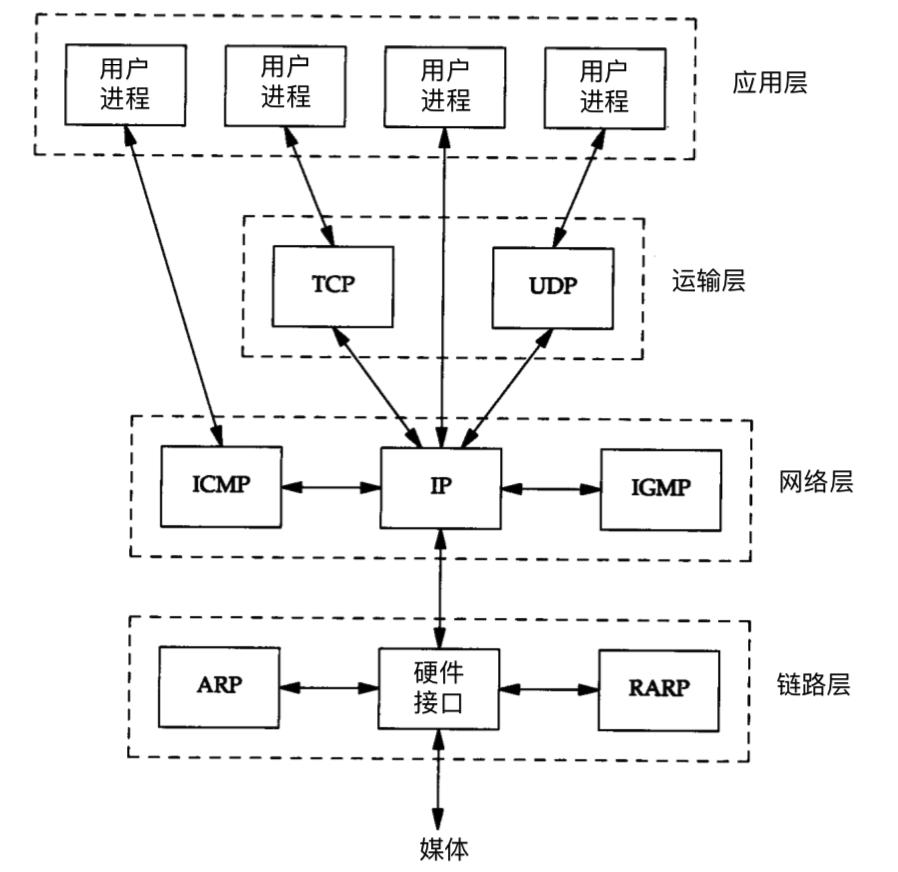 用户
进程
用户
进程
用户
进程
用户
进程
应用层
TCP
UDP
运输层
ICMP
IP
IGMP
网络层
ARP
硬件
接口
RARP
链路层
媒体